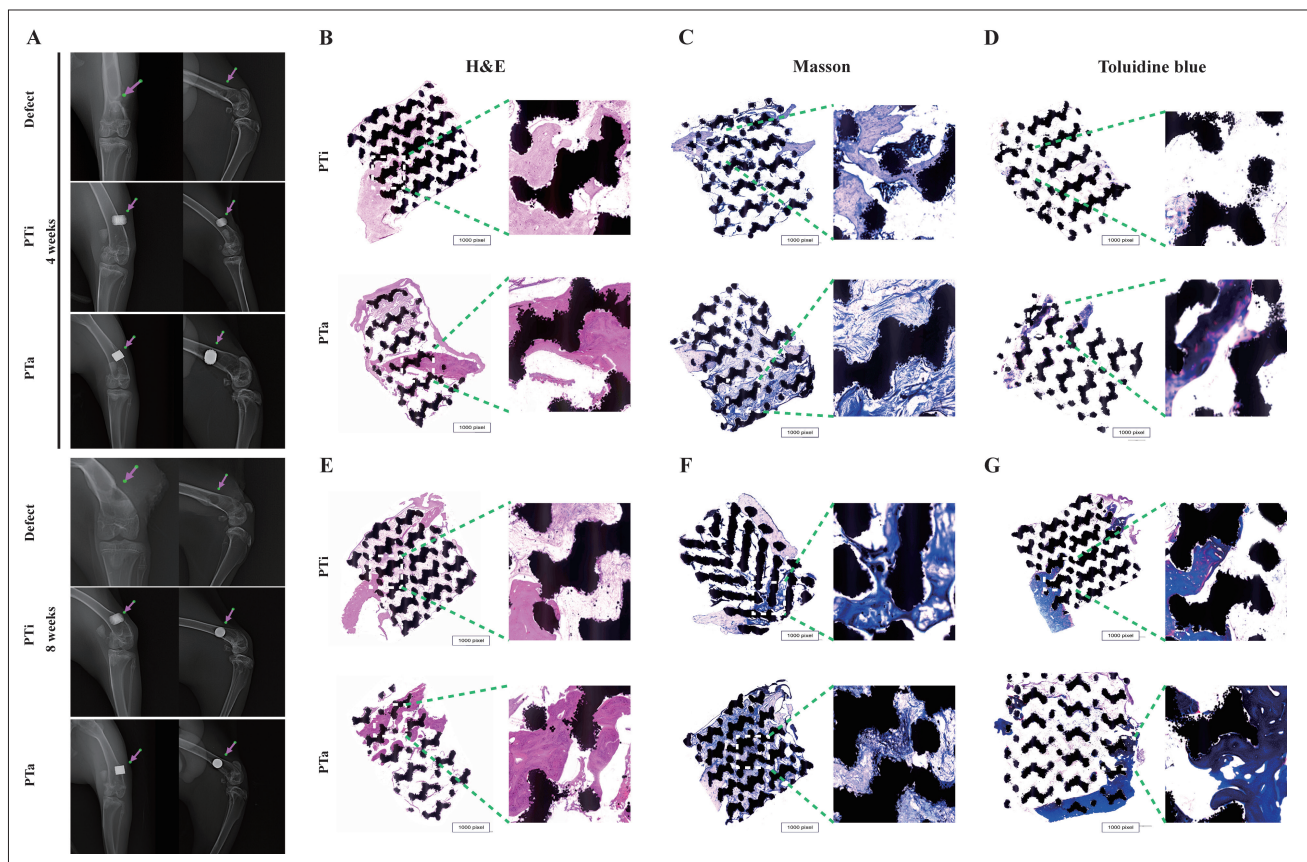 A
B
C
D
H&E
Masson
Toluidine blue
Defect
PTi
PTa
4 weeks
PTi
1000 pixel
1000 pixel
1000 pixel
PTa
1000 pixel
1000 pixel
1000 pixel
E
F
G
Defect
PTi
PTa
8 weeks
PTi
1000 pixel
1000 pixel
1000 pixel
PTa
1000 pixel
1000 pixel
1000 pixel